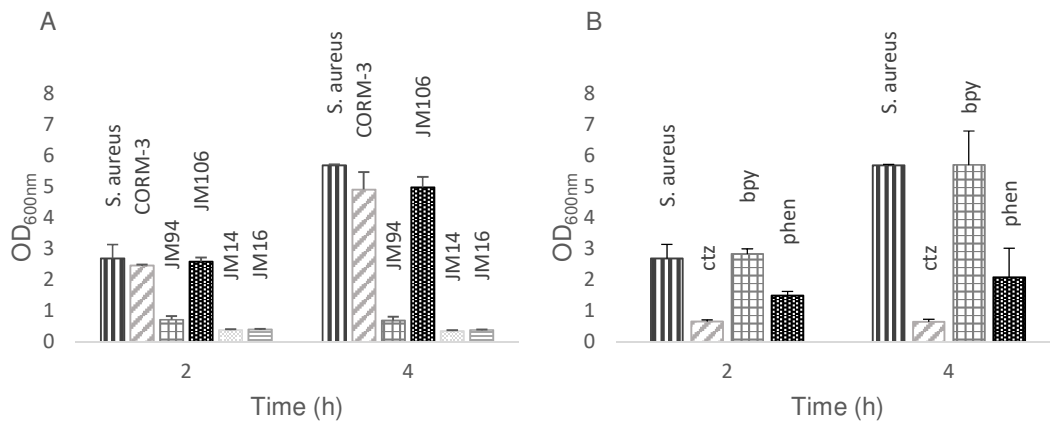 A
S. aureus
CORM-3
JM94
JM106
JM14
JM16
S. aureus
CORM-3
JM94
JM106
JM14
JM16
8
7
6
5
4
3
2
1
0
OD600nm
2
4
Time (h)
B
S. aureus
ctz
bpy
phen
S. aureus
ctz
bpy
phen
8
7
6
5
4
3
2
1
0
OD600nm
2
4
Time (h)